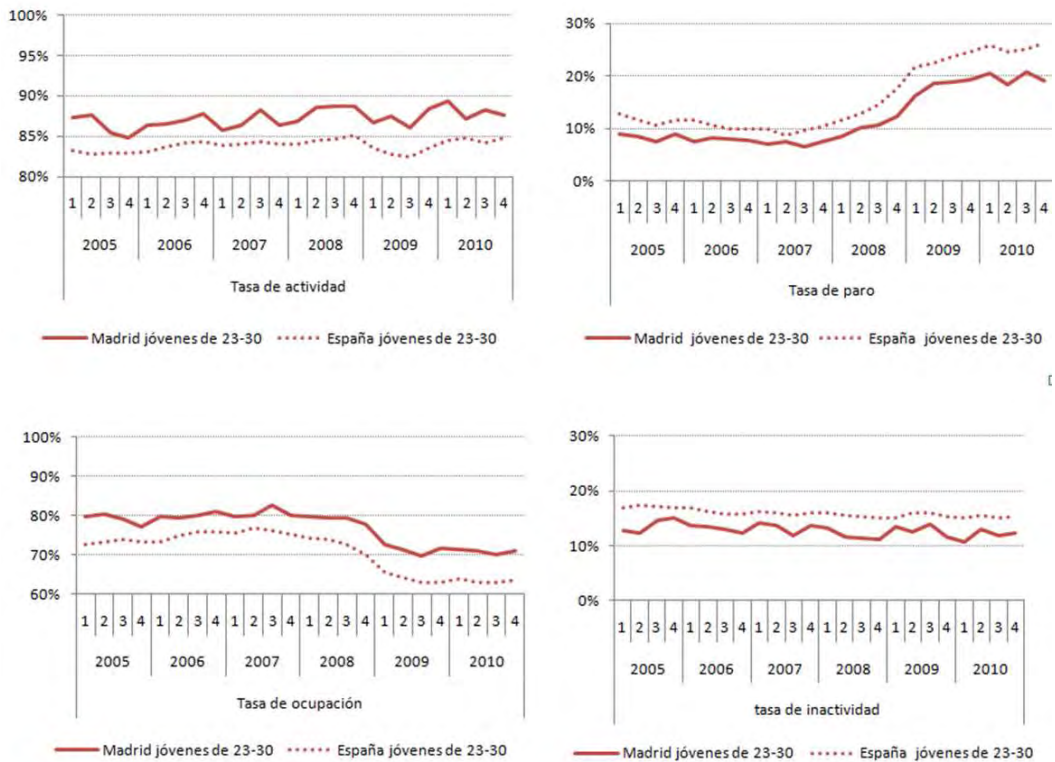 100%
95%
90%
85%
80%
1 2 3 4 1 2 3 4 1 2 3 4 1 2 3 4 1 2 3 4 1 2 3 4
2005 2006 2007 2008 2009 2010
Tasa de actividad
Madrid jóvenes de 23-30 España jóvenes de 23-30
30%
20%
10%
0%
1 2 3 4 1 2 3 4 1 2 3 4 1 2 3 4 1 2 3 4 1 2 3 4
2005 2006 2007 2008 2009 2010
Tasa de paro
Madrid jóvenes de 23-30 España jóvenes de 23-30
100%
90%
80%
70%
60%
1 2 3 4 1 2 3 4 1 2 3 4 1 2 3 4 1 2 3 4 1 2 3 4
2005 2006 2007 2008 2009 2010
Tasa de ocupación
Madrid jóvenes de 23-30 España jóvenes de 23-30
30%
20%
10%
0%
1 2 3 4 1 2 3 4 1 2 3 4 1 2 3 4 1 2 3 4 1 2 3 4
2005 2006 2007 2008 2009 2010
tasa de inactividad
Madrid jóvenes de 23-30 España jóvenes de 23-30